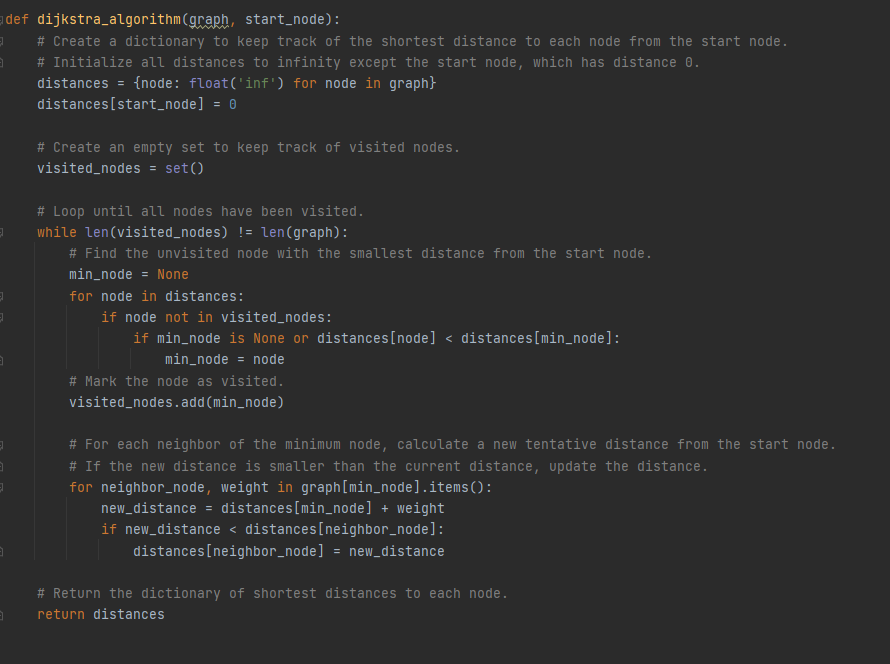 def dijkstra_algorithm(graph, start_node):
    # Create a dictionary to keep track of the shortest distance to each node from the start node.
    # Initialize all distances to infinity except the start node, which has distance 0.
    distances = {node: float('inf') for node in graph}
    distances[start_node] = 0

    # Create an empty set to keep track of visited nodes.
    visited_nodes = set()

    # Loop until all nodes have been visited.
    while len(visited_nodes) != len(graph):
        # Find the unvisited node with the smallest distance from the start node.
        min_node = None
        for node in distances:
            if node not in visited_nodes:
                if min_node is None or distances[node] < distances[min_node]:
                    min_node = node
        # Mark the node as visited.
        visited_nodes.add(min_node)

        # For each neighbor of the minimum node, calculate a new tentative distance from the start node.
        # If the new distance is smaller than the current distance, update the distance.
        for neighbor_node, weight in graph[min_node].items():
            new_distance = distances[min_node] + weight
            if new_distance < distances[neighbor_node]:
                distances[neighbor_node] = new_distance

    # Return the dictionary of shortest distances to each node.
    return distances